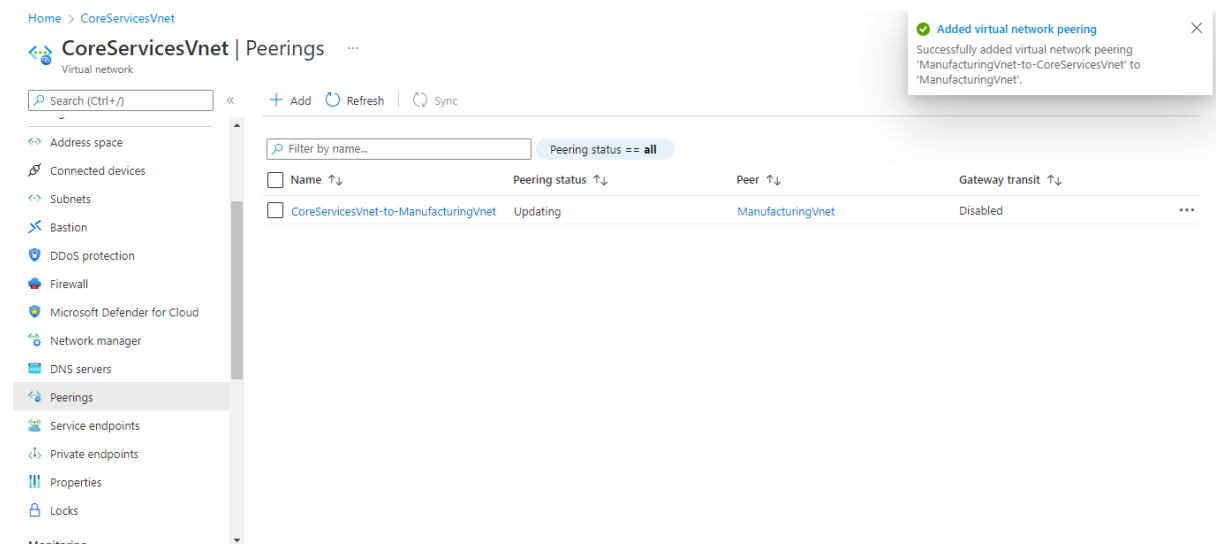 Home > CoreServicesVnet
CoreServicesVnet | Peerings ...
Virtual network
Added virtual network peering
Successfully added virtual network peering
'ManufacturingVnet-to-CoreServicesVnet' to
'ManufacturingVnet'.
Search (Ctrl+/)
Address space
Connected devices
Subnets
Bastion
DDoS protection
Firewall
Microsoft Defender for Cloud
Network manager
DNS servers
Peerings
Service endpoints
Private endpoints
Properties
Locks
Add Refresh Sync
Filter by name... Peering status == all
Name Peering status Peer Gateway transit
CoreServicesVnet-to-ManufacturingVnet Updating ManufacturingVnet Disabled